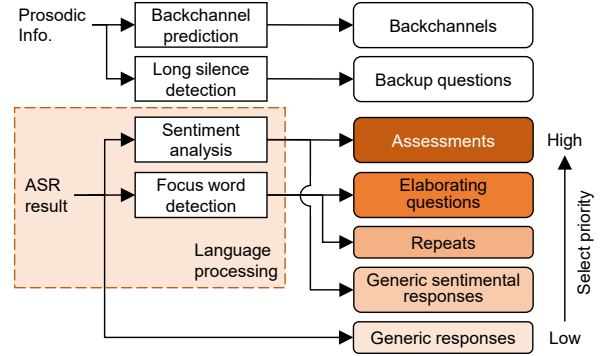 Prosodic
Info.
Backchannel
prediction
Backchannels
Long silence
detection
Backup questions
ASR
result
Sentiment
analysis
Focus word
detection
Language
processing
Assessments
Elaborating
questions
Repeats
Generic sentimental
responses
Generic responses
High
Select priority
Low